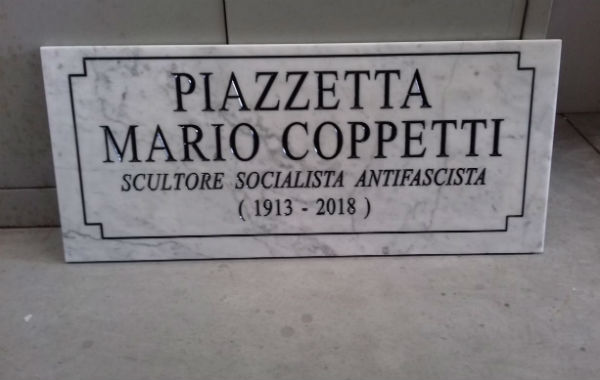 PIAZZETTA
MARIO COPPETTI
SCULTORE SOCIALISTA ANTIFASCISTA
( 1913 - 2018 )